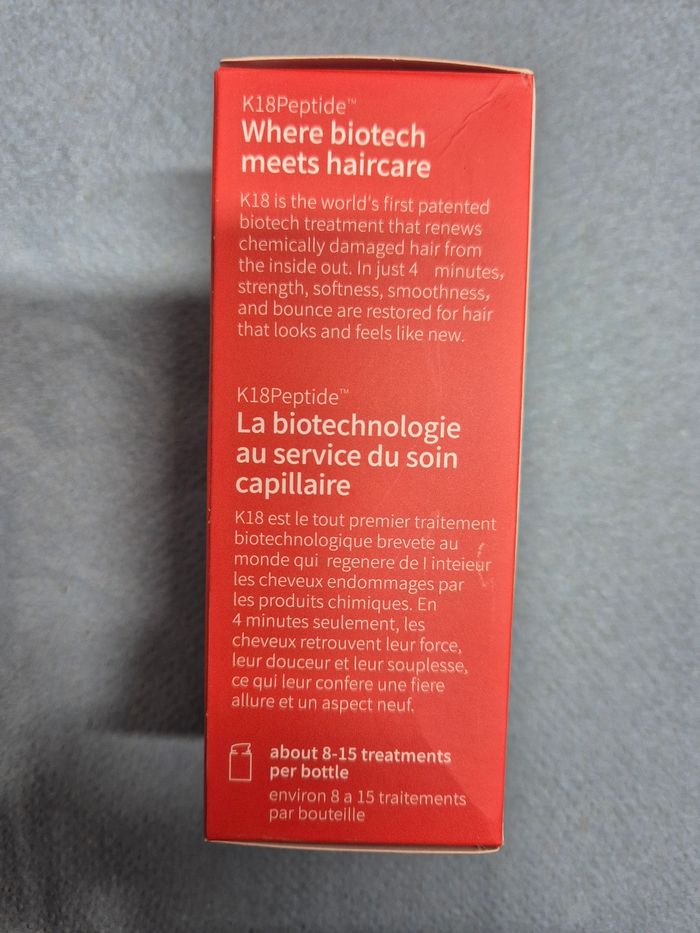 K18Peptide™
Where biotech
meets haircare
K18 is the world's first patented
biotech treatment that renews
chemically damaged hair from
the inside out. In just 4 minutes,
strength, softness, smoothness,
and bounce are restored for hair
that looks and feels like new.
K18Peptide™
La biotechnologie
au service du soin
capillaire
K18 est le tout premier traitement
biotechnologique brevete au
monde qui regenere de l inteieur
les cheveux endommages par
les produits chimiques. En
4 minutes seulement, les
cheveux retrouvent leur force,
leur douceur et leur souplesse,
ce qui leur confere une fiere
allure et un aspect neuf.
about 8-15 treatments
per bottle
environ 8 a 15 traitements
par bouteille